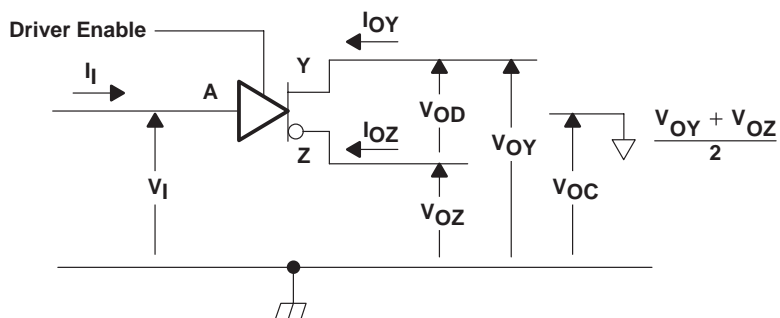 Driver Enable
I_OY
I_I
A
Y
V_OD
I_OZ
Z
V_OY
V_OY + V_OZ
2
V_I
V_OC
V_OZ